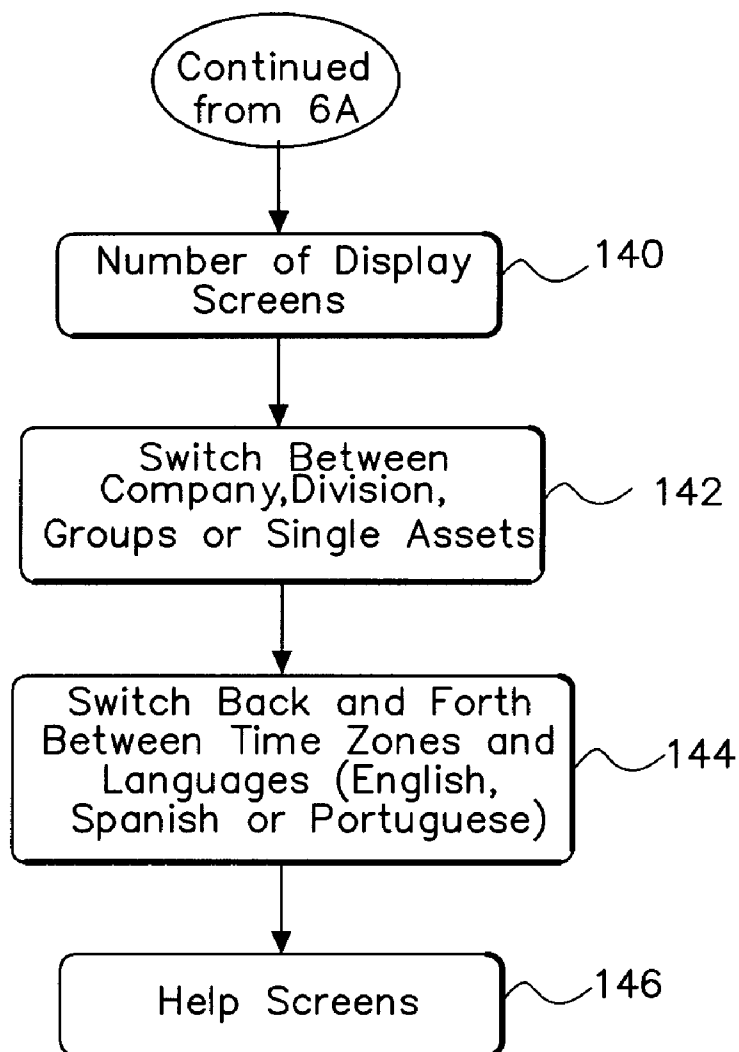 Continued
from 6A
Number of Display
Screens
140
Switch Between
Company,Division,
Groups or Single Assets
142
Switch Back and Forth
Between Time Zones and
Languages (English,
Spanish or Portuguese)
144
Help Screens
146